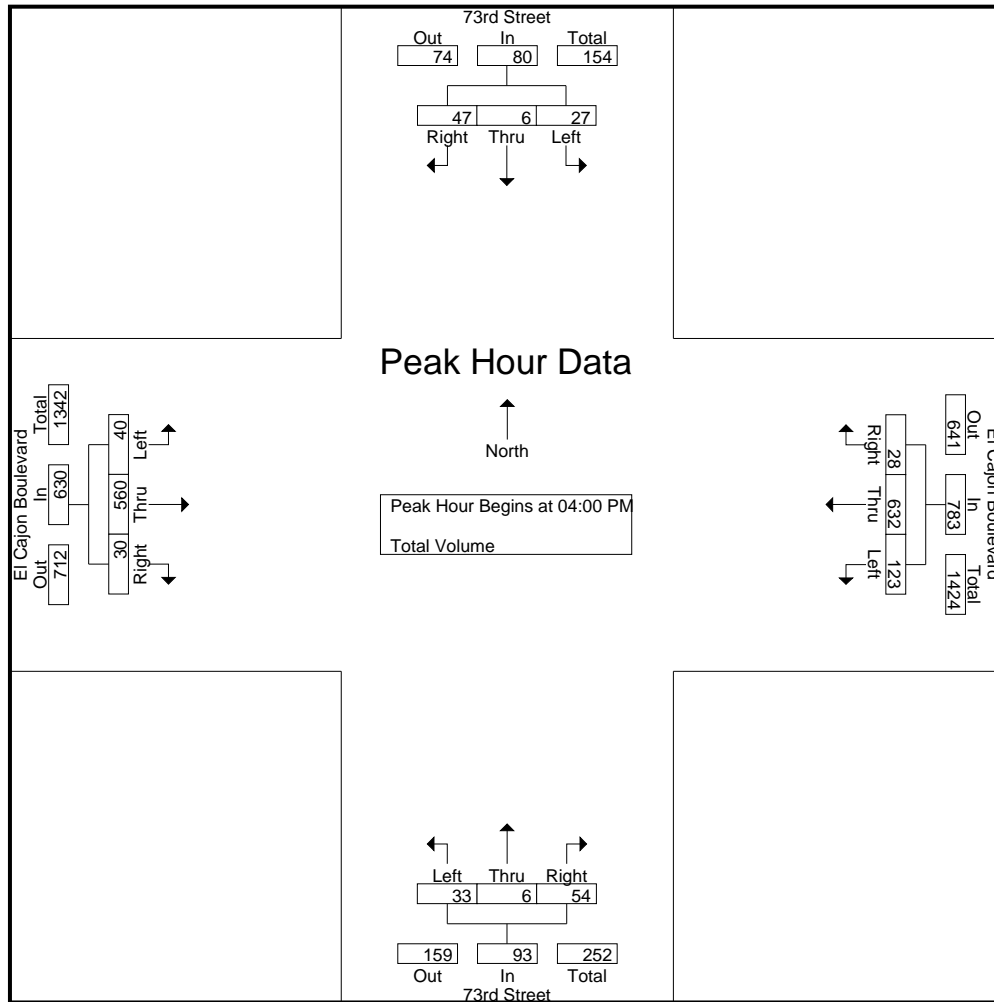 73rd Street
Out In Total
74 80 154
47 6 27
Right Thru Left
Peak Hour Data
North
Peak Hour Begins at 04:00 PM
Total Volume
El Cajon Boulevard
Out In Total
712 630 1342
40 560 30
Left Thru Right
El Cajon Boulevard
Out In Total
641 783 1424
28 632 123
Right Thru Left
Left Thru Right
33 6 54
159 93 252
Out In Total
73rd Street